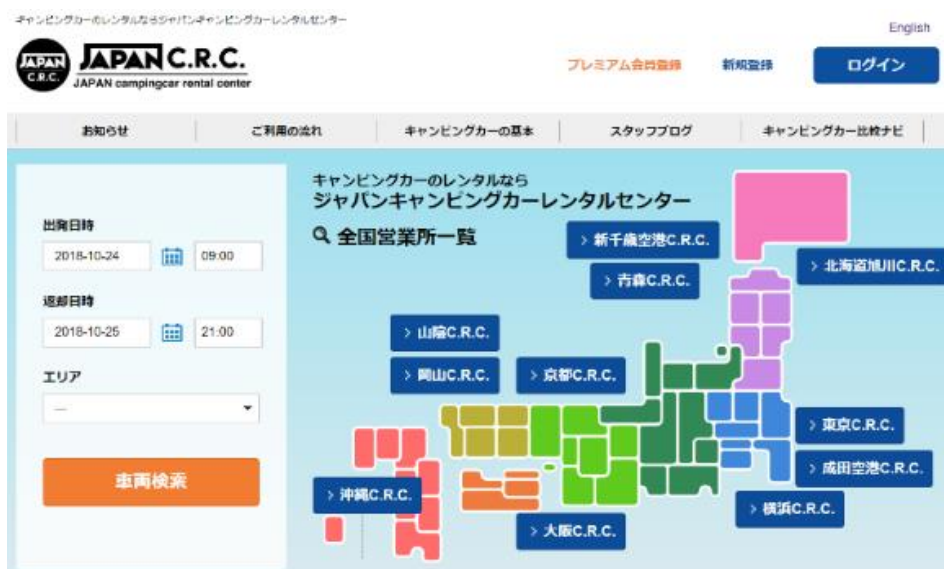 キャンピングカーのレンタルならジャパンキャンピングカーレンタルセンター
English
JAPAN C.R.C.
JAPAN C.R.C.
JAPAN campingcar rental center
プレミアム会員登録
新規登録
ログイン
お知らせ
ご利用の流れ
キャンピングカーの基本
スタッフブログ
キャンピングカー比較ナビ
キャンピングカーのレンタルなら
ジャパンキャンピングカーレンタルセンター
全国営業所一覧
出発日時
2018-10-24
09:00
返却日時
2018-10-25
21:00
エリア
---
車両検索
> 新千歳空港C.R.C.
> 北海道旭川C.R.C.
> 青森C.R.C.
> 山陰C.R.C.
> 岡山C.R.C.
> 京都C.R.C.
> 東京C.R.C.
> 成田空港C.R.C.
> 沖縄C.R.C.
> 横浜C.R.C.
> 大阪C.R.C.